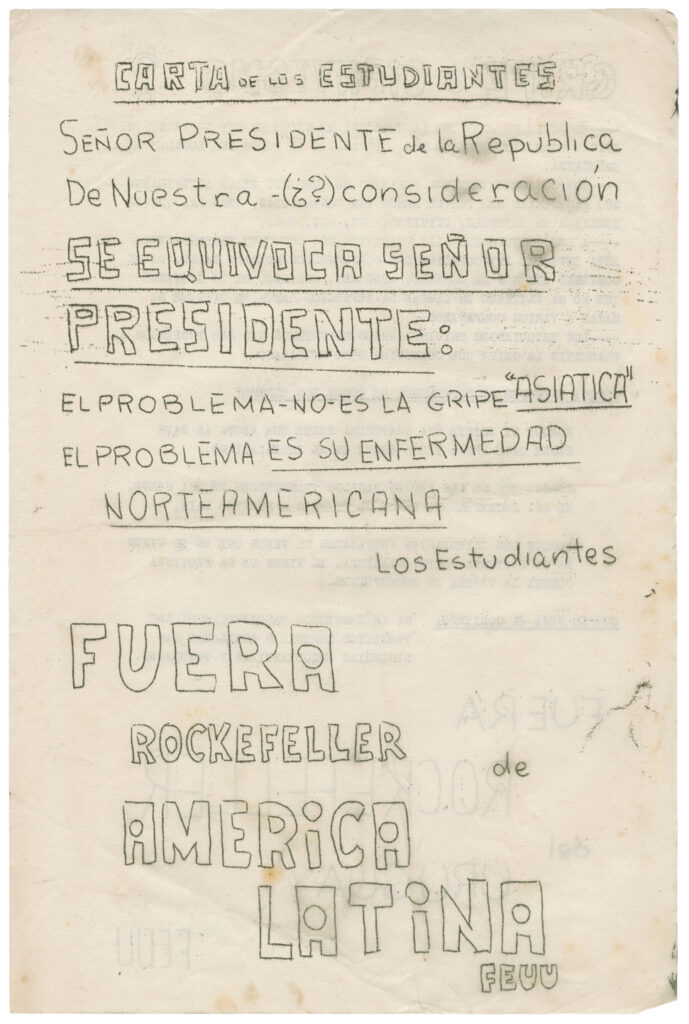 CARTA DE LOS ESTUDIANTES
SEÑOR PRESIDENTE de la Republica
De Nuestra -(¿?) consideración
SE EQUIVOCA SEÑOR
PRESIDENTE:
EL PROBLEMA-NO-ES LA GRIPE "ASIATICA"
EL PROBLEMA ES SU ENFERMEDAD
NORTEAMERICANA
Los Estudiantes
FUERA
ROCKEFELLER
de
AMERiCA
LATiNA
FEUU